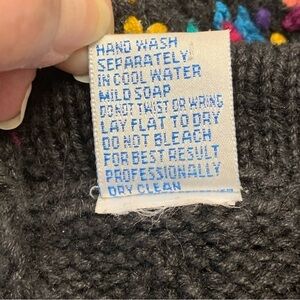 HAND WASH
SEPARATELY
IN COOL WATER
MILD SOAP
DO NOT TWIST OR WRING
LAY FLAT TO DRY
DO NOT BLEACH
FOR BEST RESULT
PROFESSIONALLY
DRY CLEAN